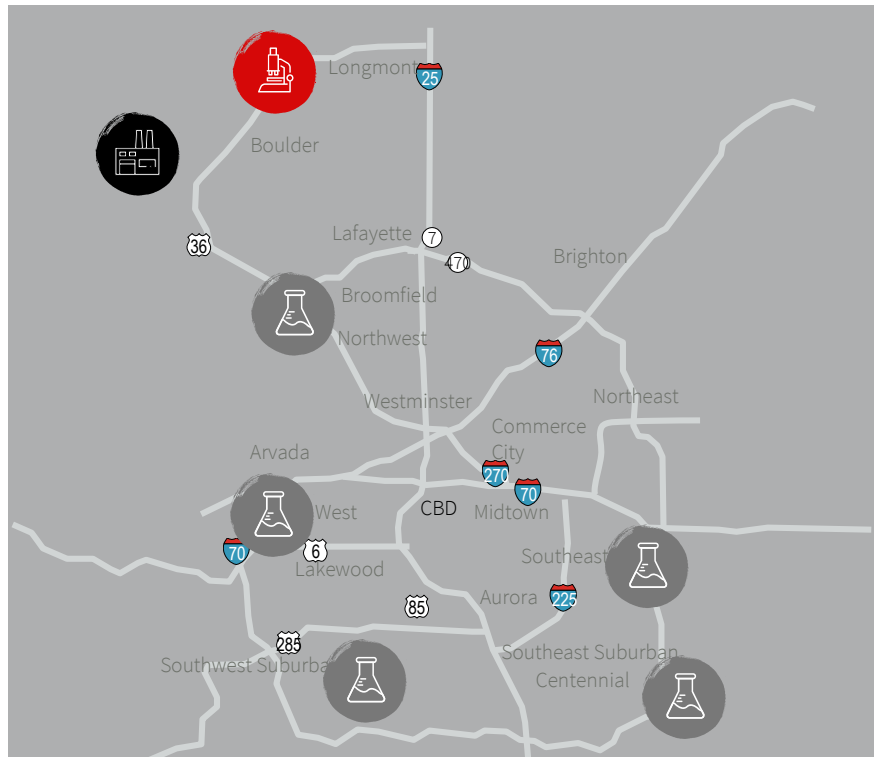 Longmont
25
Boulder
36
Lafayette
7
470
Brighton
Broomfield
Northwest
76
Westminster
Northeast
Commerce
City
Arvada
270
70
West
CBD
Midtown
70
6
Lakewood
Southeast
Aurora
225
85
285
Southwest Suburba
Southeast Suburban
Centennial